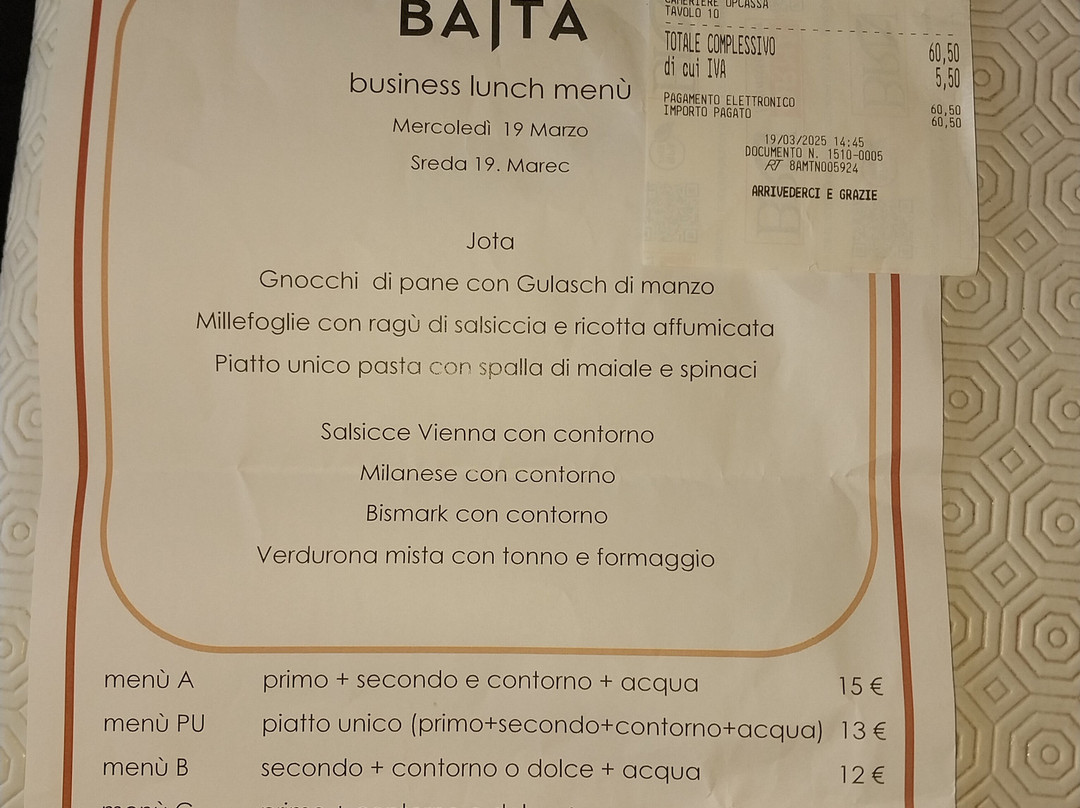 BAITA
business lunch menù
Mercoledì 19 Marzo
Sreda 19. Marec
Jota
Gnocchi di pane con Gulasch di manzo
Millefoglie con ragù di salsiccia e ricotta affumicata
Piatto unico pasta con spalla di maiale e spinaci
Salsicce Vienna con contorno
Milanese con contorno
Bismark con contorno
Verdurona mista con tonno e formaggio
menù A primo + secondo e contorno + acqua 15 €
menù PU piatto unico (primo+secondo+contorno+acqua) 13 €
menù B secondo + contorno o dolce + acqua 12 €
CAMERIERE OPCASSA
TAVOLO 10
TOTALE COMPLESSIVO 60,50
di cui IVA 5,50
PAGAMENTO ELETTRONICO 60,50
IMPORTO PAGATO 60,50
19/03/2025 14:45
DOCUMENTO N. 1510-0005
RT 8AMTN005924
ARRIVEDERCI E GRAZIE